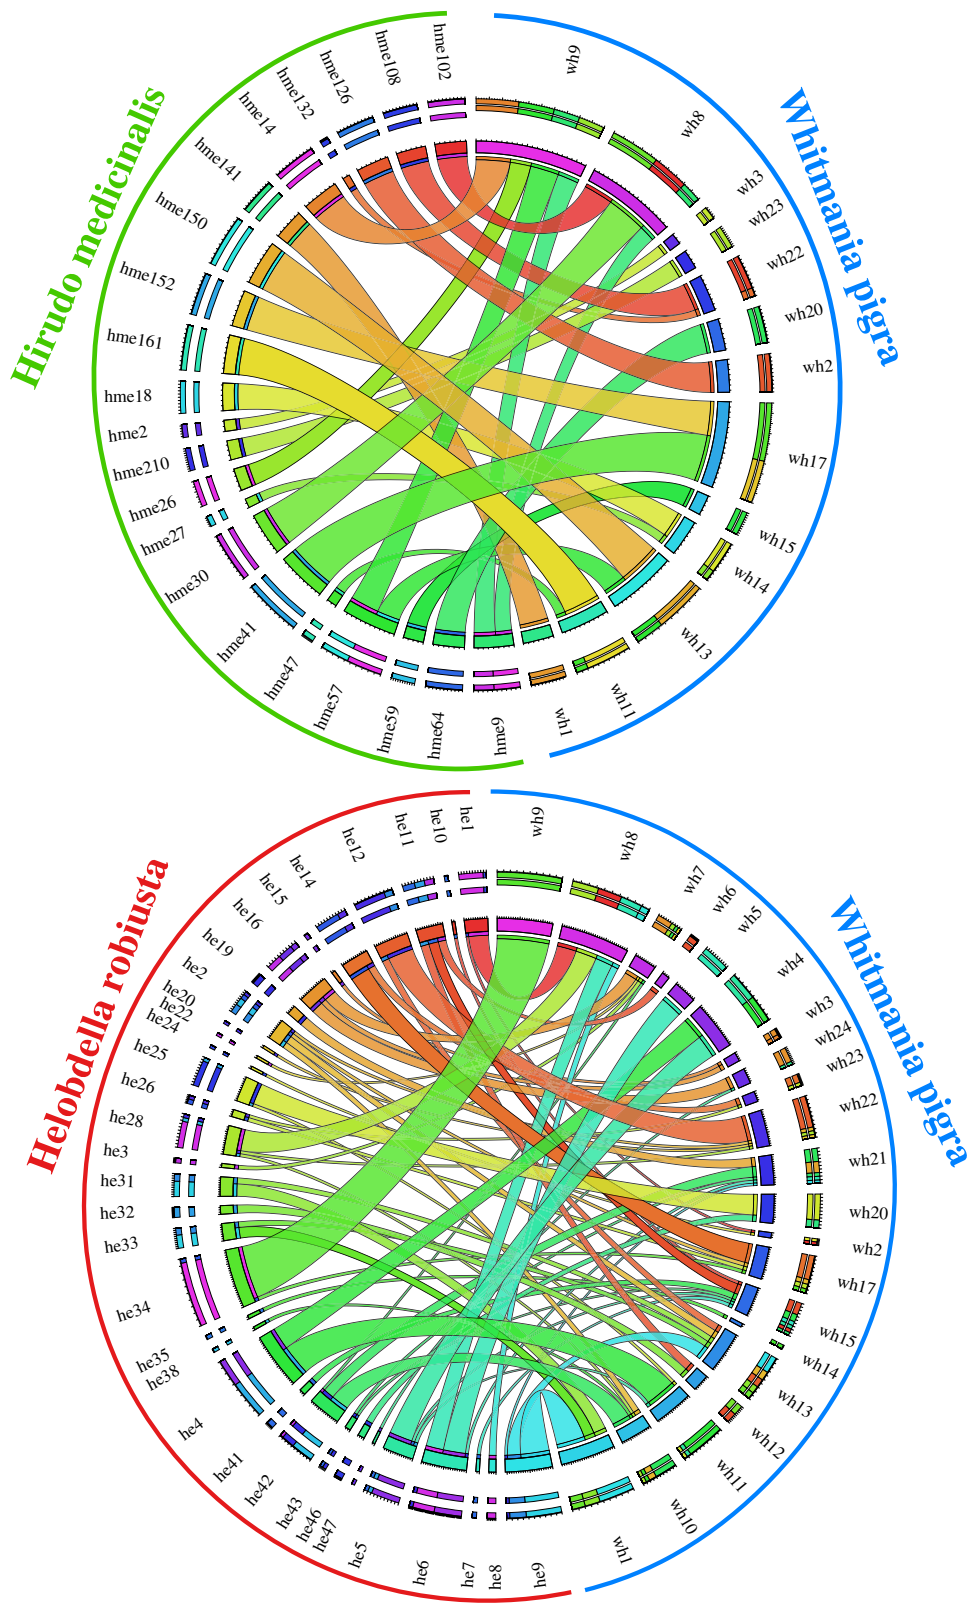 Hirudo medicinalis
Whitmania pigra
hme102
hme108
hme126
hme132
hme14
hme141
hme150
hme152
hme161
hme18
hme2
hme210
hme26
hme27
hme30
hme41
hme47
hme57
hme59
hme64
hme9
wh9
wh8
wh3
wh23
wh22
wh20
wh2
wh17
wh15
wh14
wh13
wh11
wh1
Helobdella robiusta
Whitmania pigra
he1
he10
he11
he12
he14
he15
he16
he19
he2
he20
he22
he24
he25
he26
he28
he3
he31
he32
he33
he34
he35
he38
he4
he41
he42
he43
he46
he47
he5
he6
he7
he8
he9
wh9
wh8
wh7
wh6
wh5
wh4
wh3
wh24
wh23
wh22
wh21
wh20
wh2
wh17
wh15
wh14
wh13
wh12
wh11
wh10
wh1